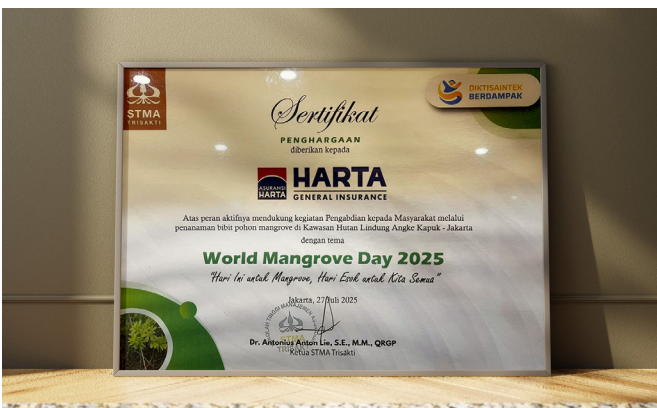 STMA
TRISAKTI
DIKTISAINTEK
BERDAMPAK
Sertifikat
PENGHARGAAN
diberikan kepada
ASURANSI
HARTA
HARTA
GENERAL INSURANCE
Atas peran aktifnya mendukung kegiatan Pengabdian kepada Masyarakat melalui
penanaman bibit pohon mangrove di Kawasan Hutan Lindung Angke Kapuk - Jakarta
dengan tema
World Mangrove Day 2025
"Hari Ini untuk Mangrove, Hari Esok untuk Kita Semua"
Jakarta, 27 Juli 2025
Dr. Antonius Anton Lie, S.E., M.M., QRGP
Ketua STMA Trisakti